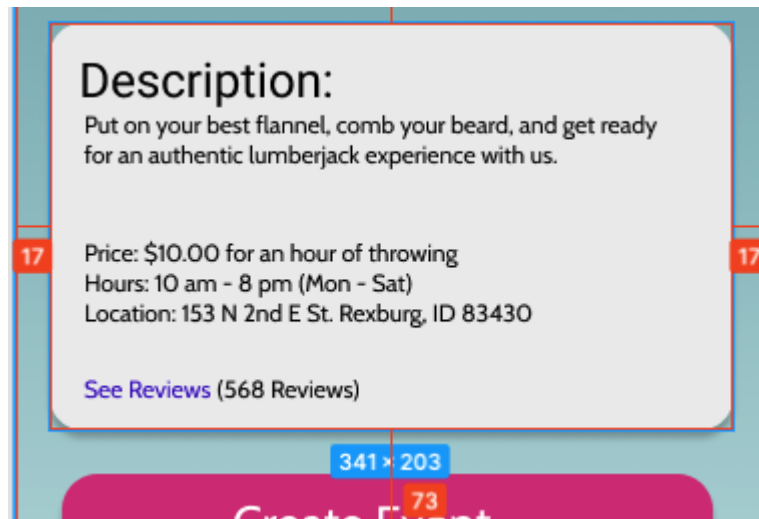 Description:
Put on your best flannel, comb your beard, and get ready
for an authentic lumberjack experience with us.
Price: $10.00 for an hour of throwing
17
17
Hours: 10 am - 8 pm (Mon - Sat)
Location: 153 N 2nd E St. Rexburg, ID 83430
See Reviews (568 Reviews)
341 × 203
73
Create Event